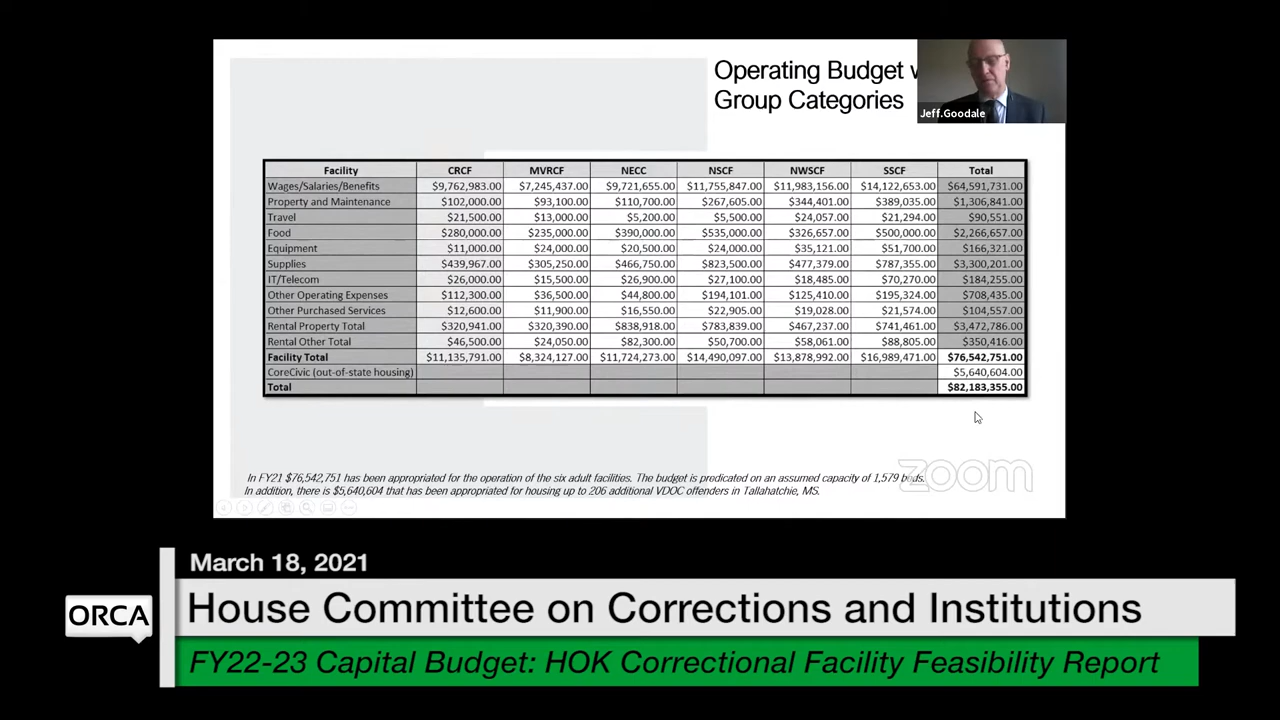 Operating Budget
Group Categories
Jeff.Goodale
Facility CRCF MVRCF NECC NSCF NWSCF SSCF Total
Wages/Salaries/Benefits $9,762,983.00 $7,245,437.00 $9,721,655.00 $11,755,847.00 $11,983,156.00 $14,122,653.00 $64,591,731.00
Property and Maintenance $102,000.00 $93,100.00 $110,700.00 $267,605.00 $344,401.00 $389,035.00 $1,306,841.00
Travel $21,500.00 $13,000.00 $5,200.00 $5,500.00 $24,057.00 $21,294.00 $90,551.00
Food $280,000.00 $235,000.00 $390,000.00 $535,000.00 $326,657.00 $500,000.00 $2,266,657.00
Equipment $11,000.00 $24,000.00 $20,500.00 $24,000.00 $35,121.00 $51,700.00 $166,321.00
Supplies $439,967.00 $305,250.00 $466,750.00 $823,500.00 $477,379.00 $787,355.00 $3,300,201.00
IT/Telecom $26,000.00 $15,500.00 $26,900.00 $27,100.00 $18,485.00 $70,270.00 $184,255.00
Other Operating Expenses $112,300.00 $36,500.00 $44,800.00 $194,101.00 $125,410.00 $195,324.00 $708,435.00
Other Purchased Services $12,600.00 $11,900.00 $16,550.00 $22,905.00 $19,028.00 $21,574.00 $104,557.00
Rental Property Total $320,941.00 $320,390.00 $838,918.00 $783,839.00 $467,237.00 $741,461.00 $3,472,786.00
Rental Other Total $46,500.00 $24,050.00 $82,300.00 $50,700.00 $58,061.00 $88,805.00 $350,416.00
Facility Total $11,135,791.00 $8,324,127.00 $11,724,273.00 $14,490,097.00 $13,878,992.00 $16,989,471.00 $76,542,751.00
CoreCivic (out-of-state housing) $5,640,604.00
Total $82,183,355.00
In FY21 $76,542,751 has been appropriated for the operation of the six adult facilities. The budget is predicated on an assumed capacity of 1,579 beds.
In addition, there is $5,640,604 that has been appropriated for housing up to 206 additional VDOC offenders in Tallahatchie, MS.
zoom
March 18, 2021
ORCA
House Committee on Corrections and Institutions
FY22-23 Capital Budget: HOK Correctional Facility Feasibility Report